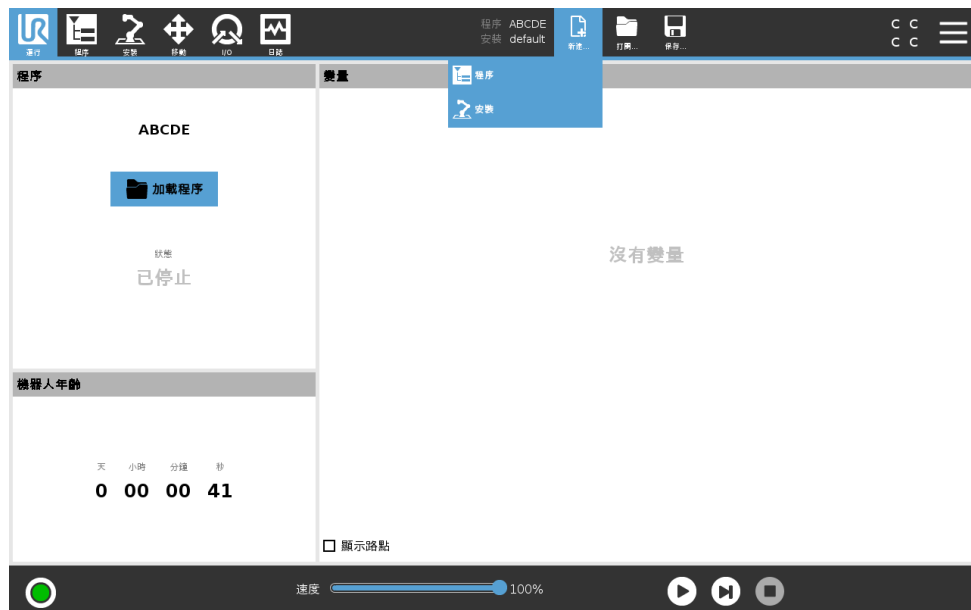 UR
運行
程序
安裝
移動
I/O
日誌
程序 ABCDE
安裝 default
新建...
打開...
保存...
C C
C C
程序
安裝
程序
變量
ABCDE
加載程序
狀態
已停止
沒有變量
機器人年齡
天 小時 分鐘 秒
0 00 00 41
顯示路點
速度 100%